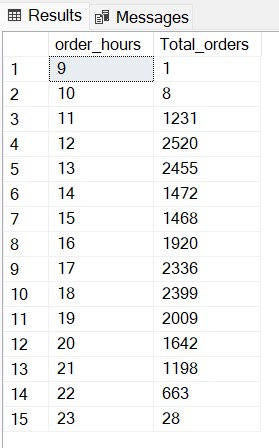 Results Messages
order_hours Total_orders
1 9 1
2 10 8
3 11 1231
4 12 2520
5 13 2455
6 14 1472
7 15 1468
8 16 1920
9 17 2336
10 18 2399
11 19 2009
12 20 1642
13 21 1198
14 22 663
15 23 28